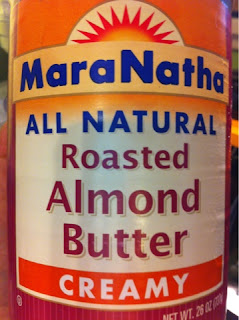 MaraNatha
ALL NATURAL
Roasted
Almond
Butter
CREAMY
NET WT. 26 OZ